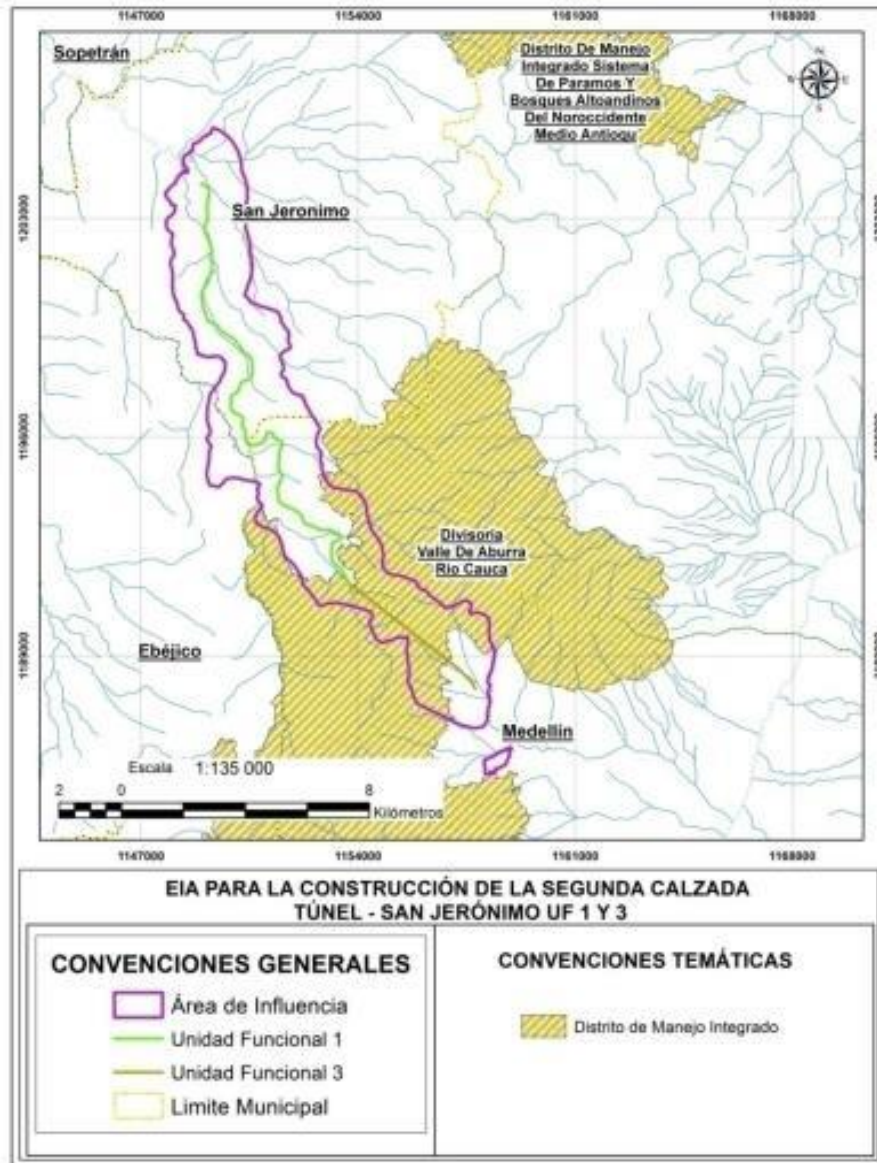 1147000 1154000 1161000 1168000
Sopetrán
Distrito De Manejo
Integrado Sistema
De Paramos Y
Bosques Altoandinos
Del Noroccidente
Medio Antioqu
N
W E
S
San Jeronimo
1203000
1196000
Divisoria
Valle De Aburra
Rio Cauca
1189000
Ebéjico
Medellín
Escala 1:135 000
2 0 8
Kilómetros
1147000 1154000 1161000 1168000
EIA PARA LA CONSTRUCCIÓN DE LA SEGUNDA CALZADA
TÚNEL - SAN JERÓNIMO UF 1 Y 3
CONVENCIONES GENERALES
Área de Influencia
Unidad Funcional 1
Unidad Funcional 3
Limite Municipal
CONVENCIONES TEMÁTICAS
Distrito de Manejo Integrado